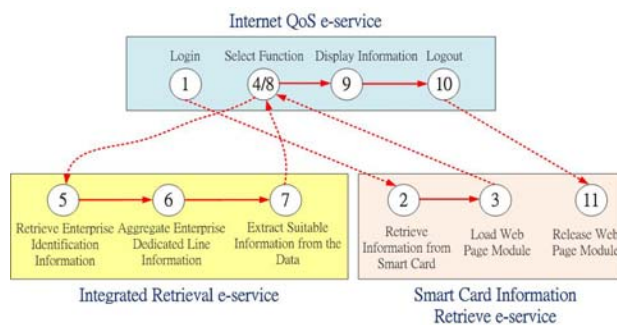 Internet QoS e-service
Login
Select Function
Display Information
Logout
1
4/8
9
10
5
6
7
2
3
11
Retrieve Enterprise
Identification
Information
Aggregate Enterprise
Dedicated Line
Information
Extract Suitable
Information from the
Data
Retrieve
Information from
Smart Card
Load Web
Page Module
Release Web
Page Module
Integrated Retrieval e-service
Smart Card Information
Retrieve e-service